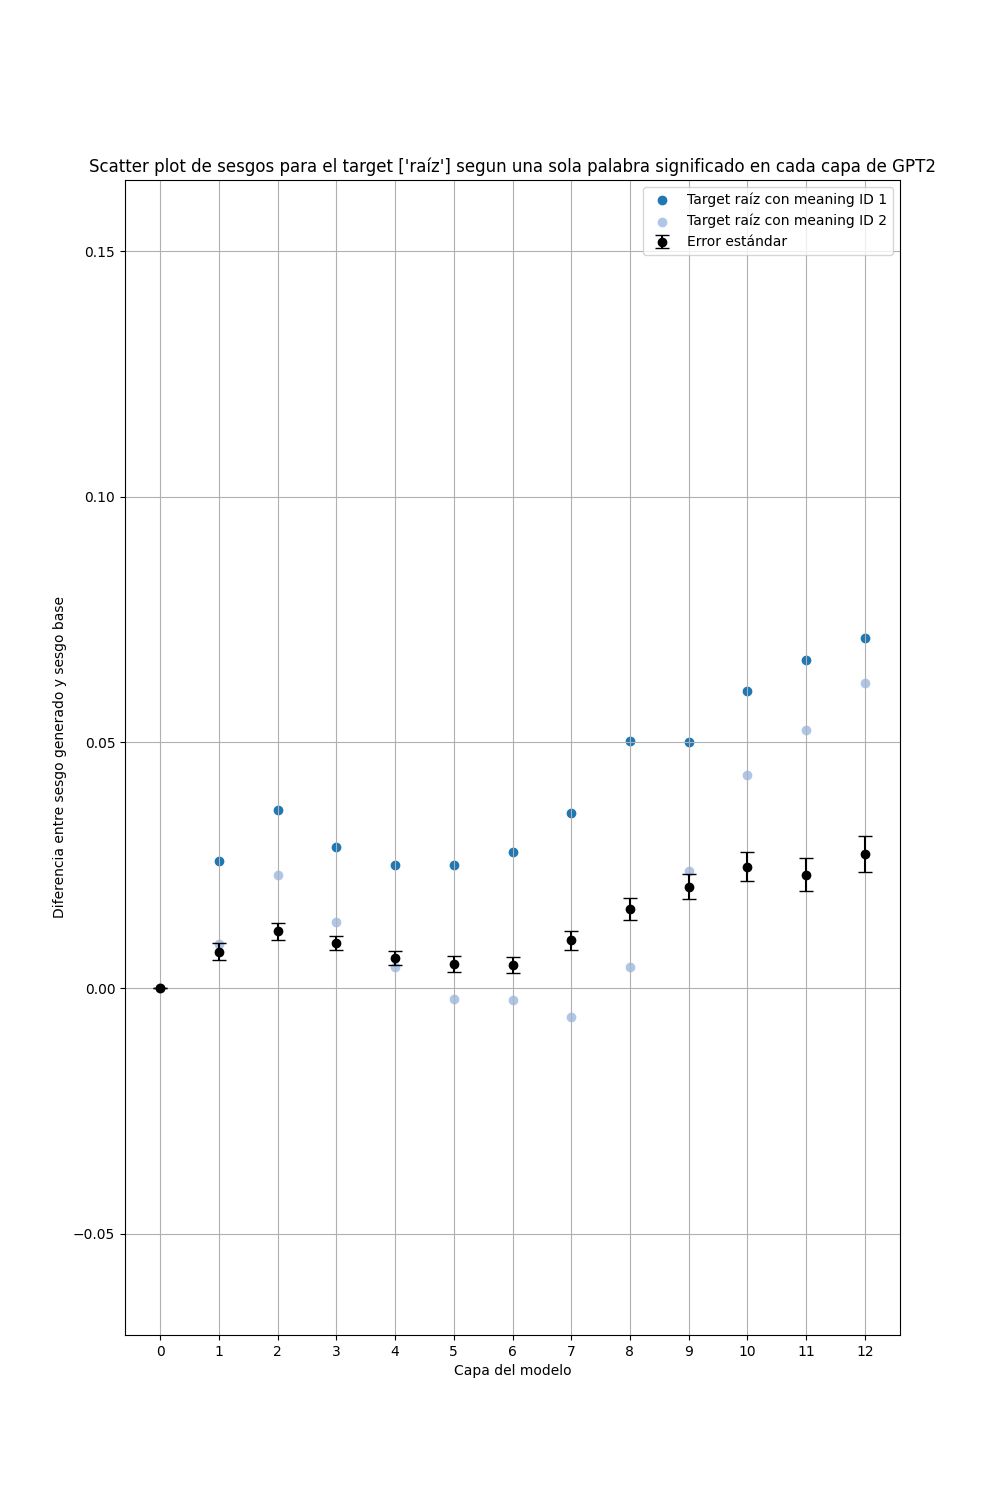 Scatter plot de sesgos para el target ['raíz'] segun una sola palabra significado en cada capa de GPT2
Target raíz con meaning ID 1
Target raíz con meaning ID 2
Error estándar
0.15
0.10
0.05
0.00
−0.05
Diferencia entre sesgo generado y sesgo base
0 1 2 3 4 5 6 7 8 9 10 11 12
Capa del modelo